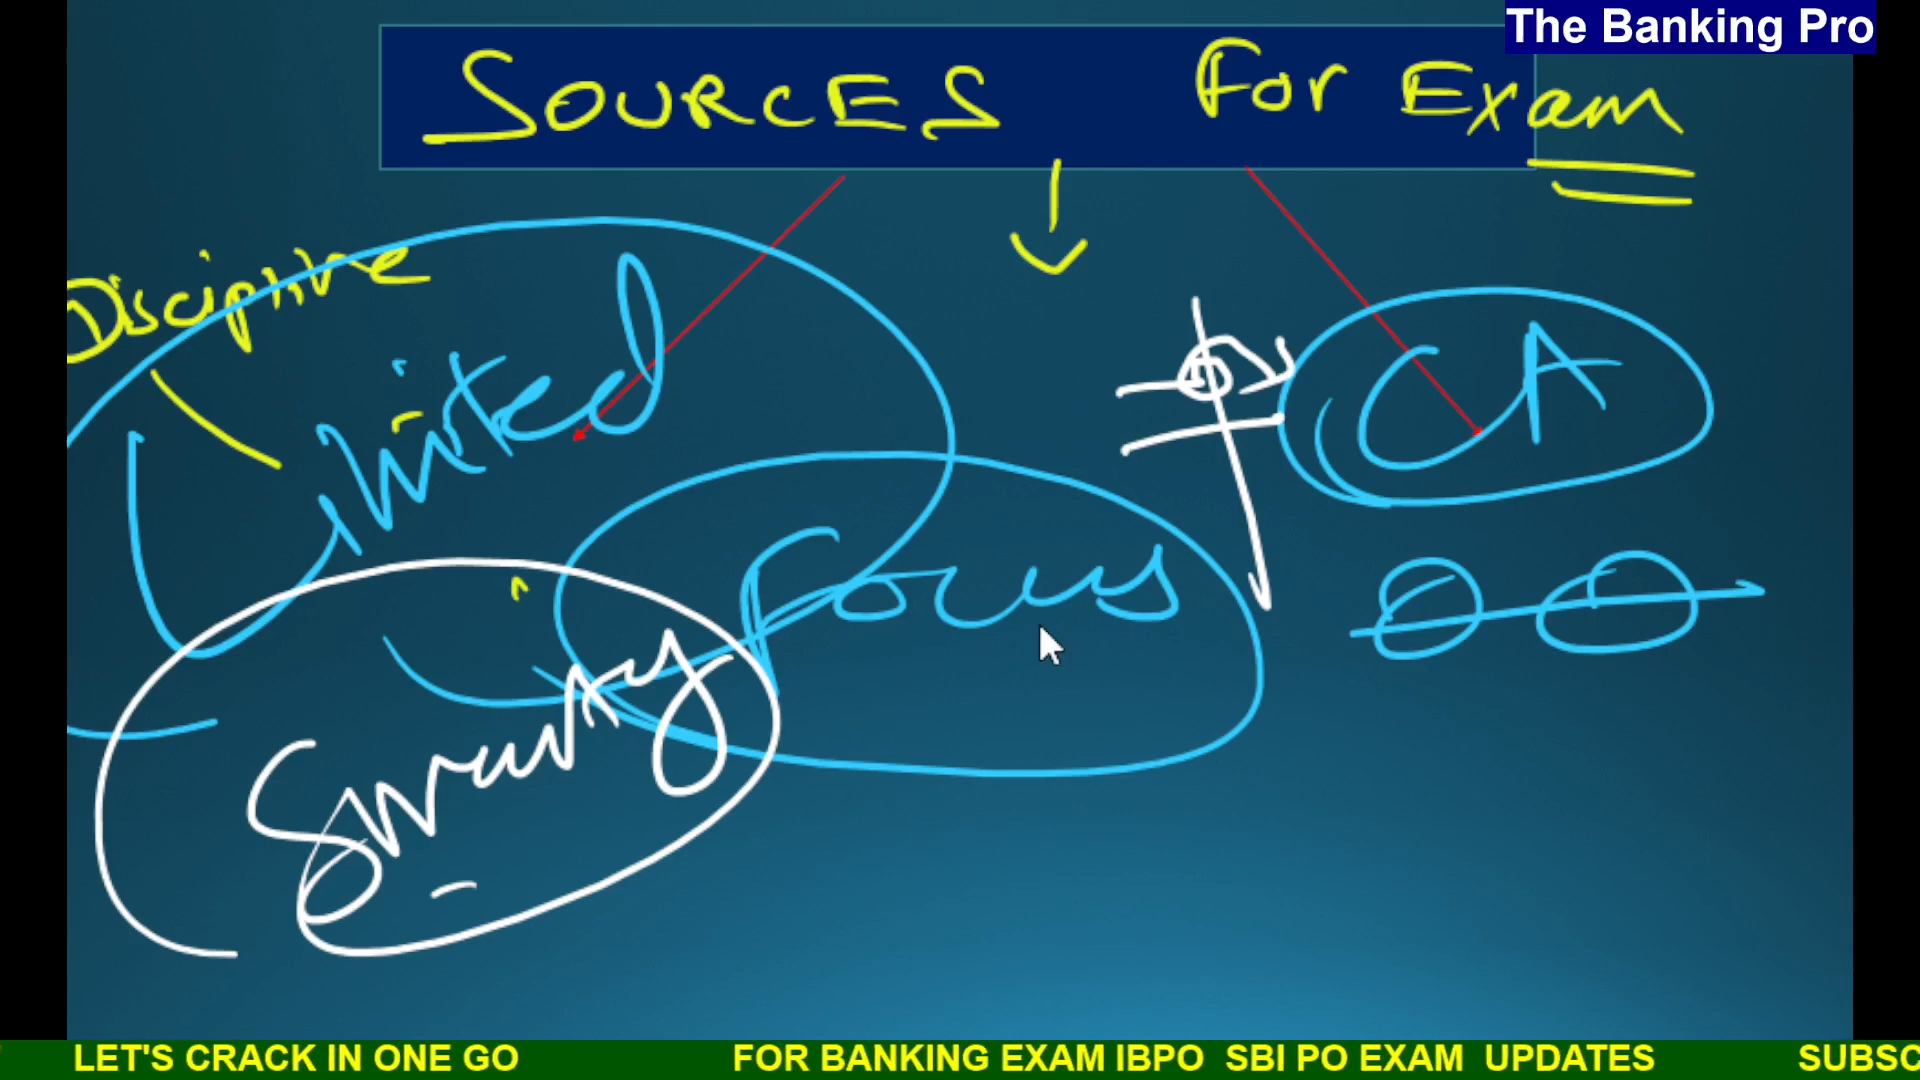 The Banking Pro
SOURCES For Exam
Discipline
Limited
CA
Focus
LET'S CRACK IN ONE GO FOR BANKING EXAM IBPO SBI PO EXAM UPDATES SUBSC